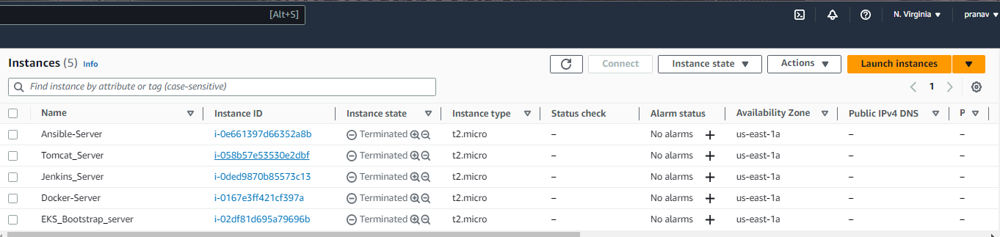 [Alt+S] N. Virginia pranav
Instances (5) Info Connect Instance state Actions Launch instances
Find instance by attribute or tag (case-sensitive) 1
Name Instance ID Instance state Instance type Status check Alarm status Availability Zone Public IPv4 DNS P
Ansible-Server i-0e661397d66352a8b Terminated t2.micro – No alarms + us-east-1a – –
Tomcat_Server i-058b57e53530e2dbf Terminated t2.micro – No alarms + us-east-1a – –
Jenkins_Server i-0ded9870b85573c13 Terminated t2.micro – No alarms + us-east-1a – –
Docker-Server i-0167e3ff421cf397a Terminated t2.micro – No alarms + us-east-1a – –
EKS_Bootstrap_server i-02df81d695a79696b Terminated t2.micro – No alarms + us-east-1a – –